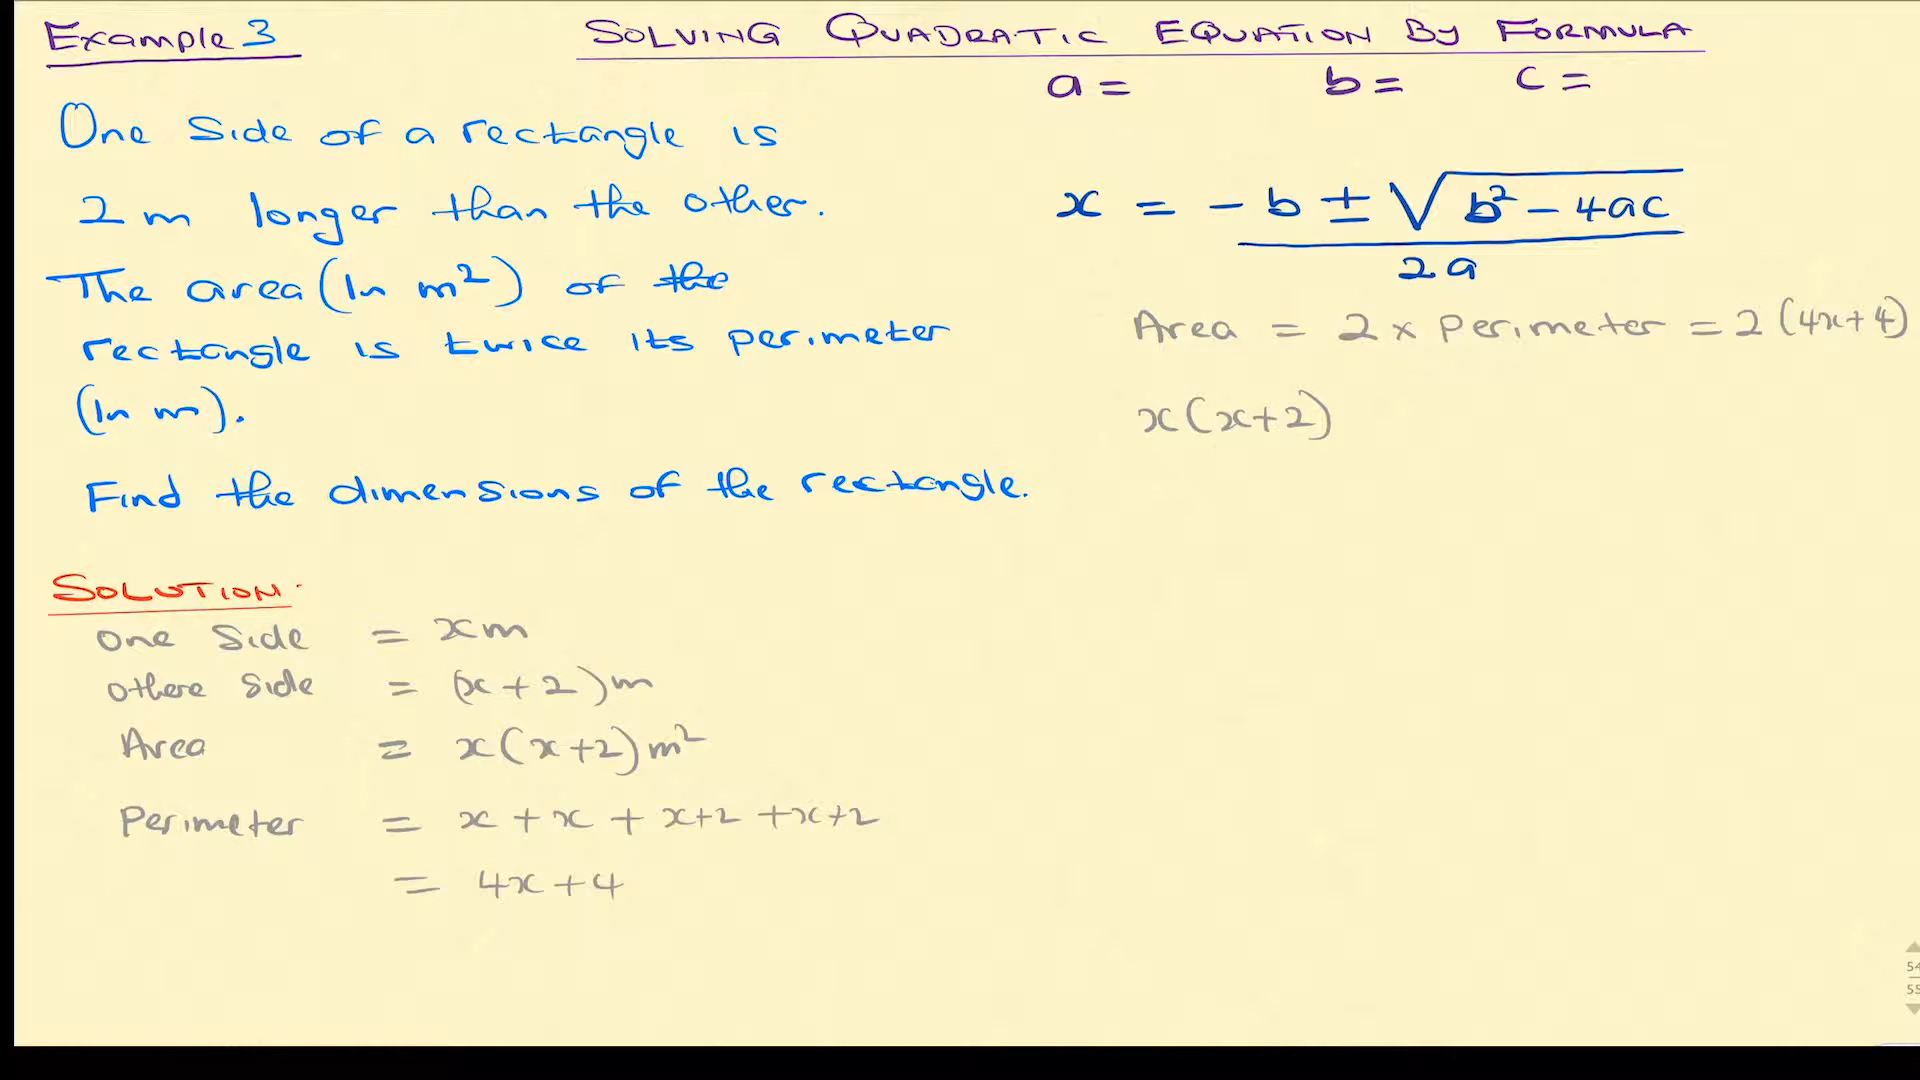 Example 3
SOLVING QUADRATIC EQUATION BY FORMULA
a = b = c =
One Side of a rectangle is
2 m longer than the other.
The area (In m²) of the
rectangle is twice its perimeter
(In m).
Find the dimensions of the rectangle.
x = -b ± √b² - 4ac
2a
Area = 2 x Perimeter = 2 (4x+4)
x(x+2)
SOLUTION.
One Side = xm
Othere Side = (x + 2)m
Area = x(x+2)m²
Perimeter = x + x + x+2 +x+2
= 4x+4
54
55